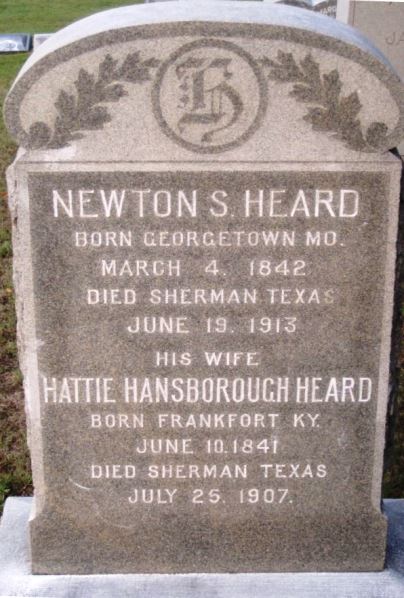 H
NEWTON S. HEARD
BORN GEORGETOWN MO.
MARCH 4. 1842
DIED SHERMAN TEXAS
JUNE 19. 1913
HIS WIFE
HATTIE HANSBOROUGH HEARD
BORN FRANKFORT KY.
JUNE 10. 1841
DIED SHERMAN TEXAS
JULY 25. 1907.